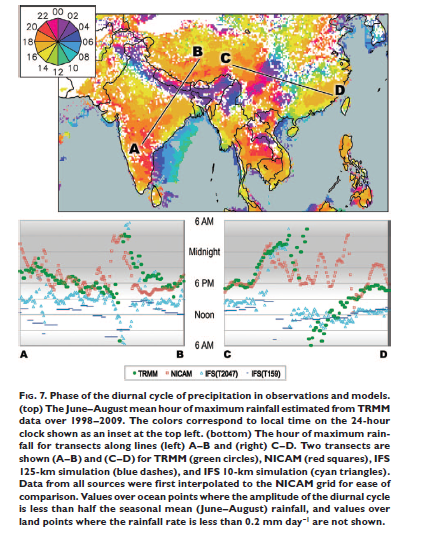 22 00 02
20 04
18 06
16 08
14 12 10
B
C
D
A
6 AM
Midnight
6 PM
Noon
6 AM
A B C D
TRMM NICAM IFS(T2047) IFS(T159)
FIG. 7. Phase of the diurnal cycle of precipitation in observations and models.
(top) The June–August mean hour of maximum rainfall estimated from TRMM
data over 1998–2009. The colors correspond to local time on the 24-hour
clock shown as an inset at the top left. (bottom) The hour of maximum rain-
fall for transects along lines (left) A–B and (right) C–D. Two transects are
shown (A–B) and (C–D) for TRMM (green circles), NICAM (red squares), IFS
125-km simulation (blue dashes), and IFS 10-km simulation (cyan triangles).
Data from all sources were first interpolated to the NICAM grid for ease of
comparison. Values over ocean points where the amplitude of the diurnal cycle
is less than half the seasonal mean (June–August) rainfall, and values over
land points where the rainfall rate is less than 0.2 mm day⁻¹ are not shown.